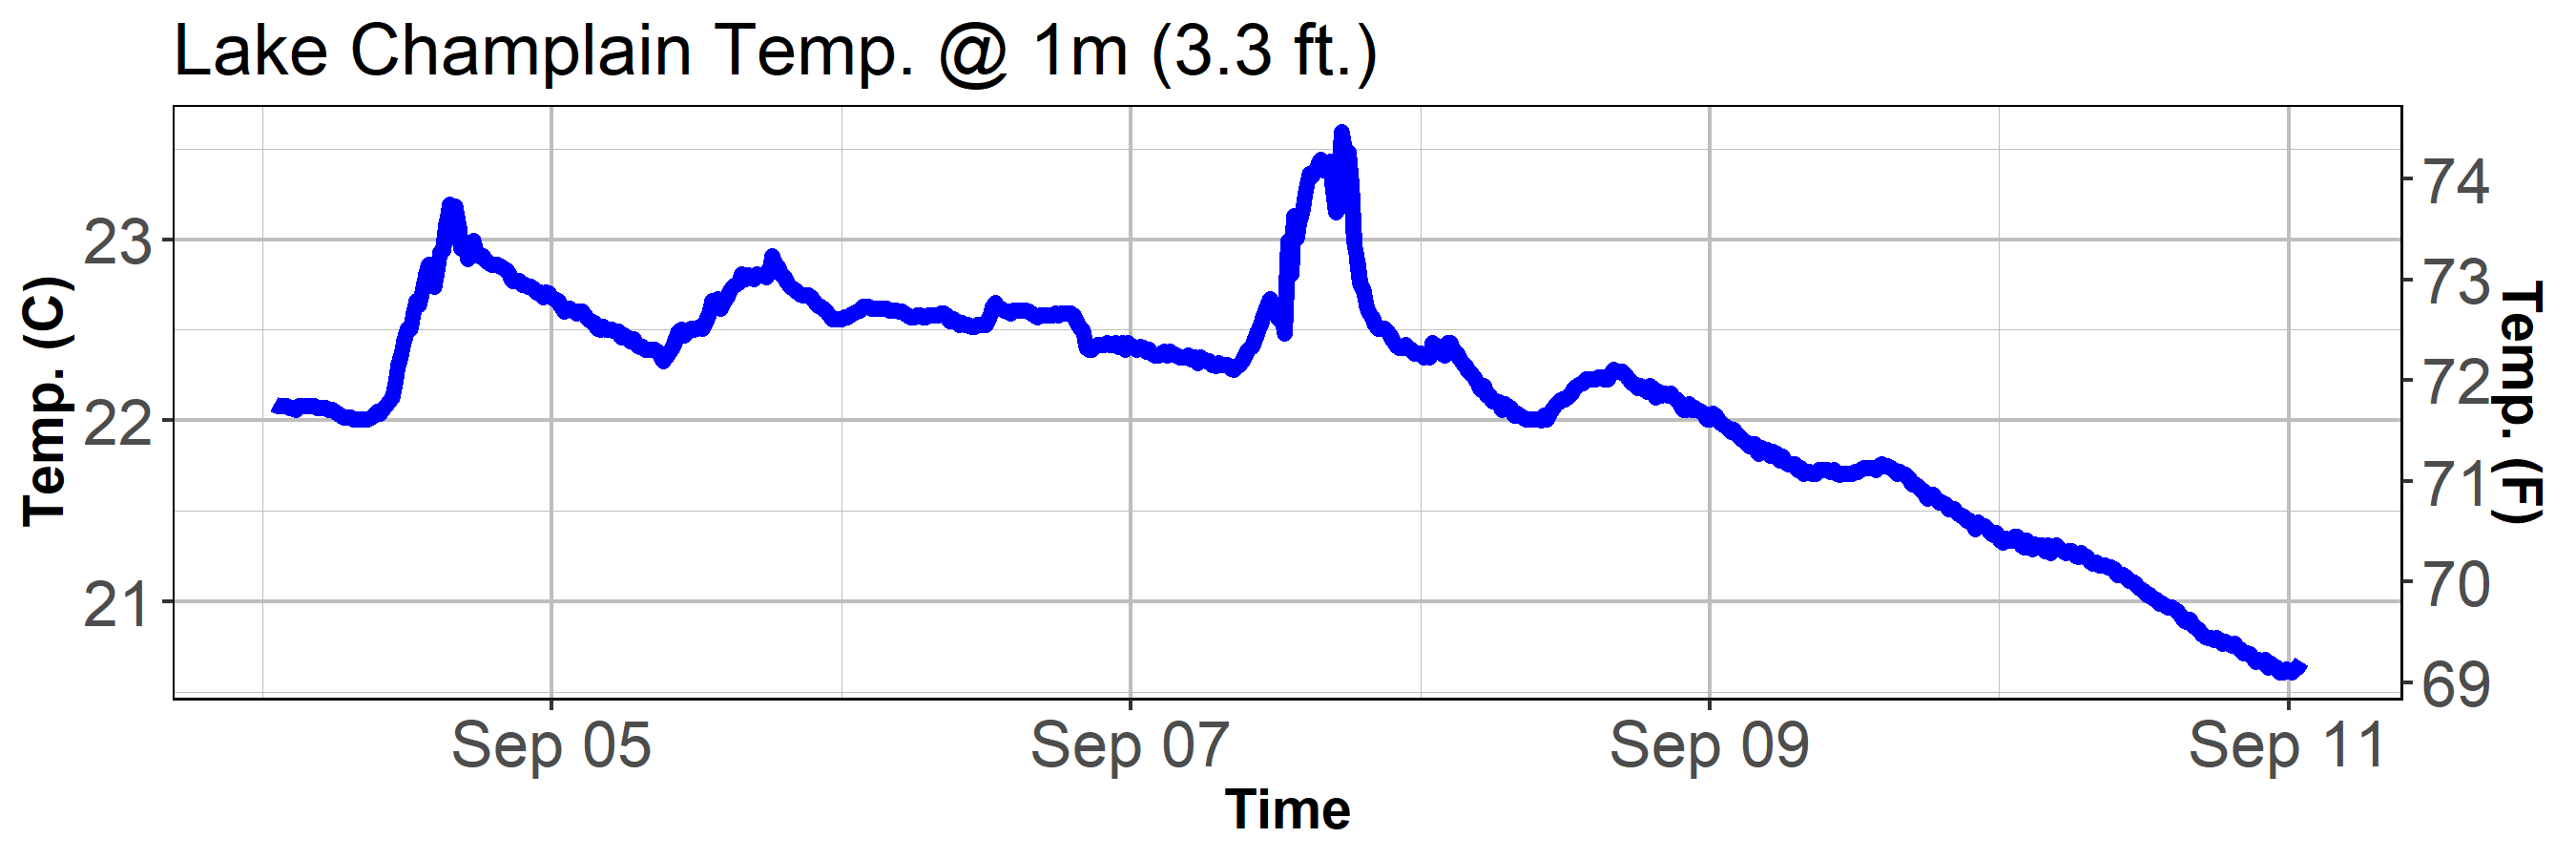 Lake Champlain Temp. @ 1m (3.3 ft.)
Temp. (C)
23
22
21
74
73
72
71
70
69
Temp. (F)
Sep 05 Sep 07 Sep 09 Sep 11
Time